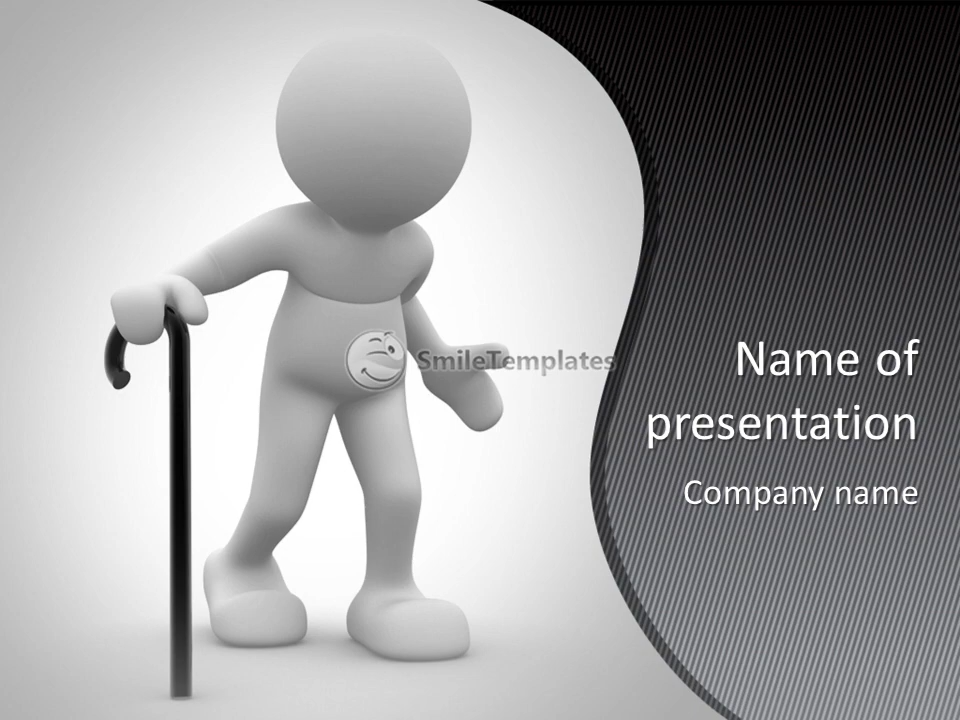 SmileTemplates
Name of
presentation
Company name